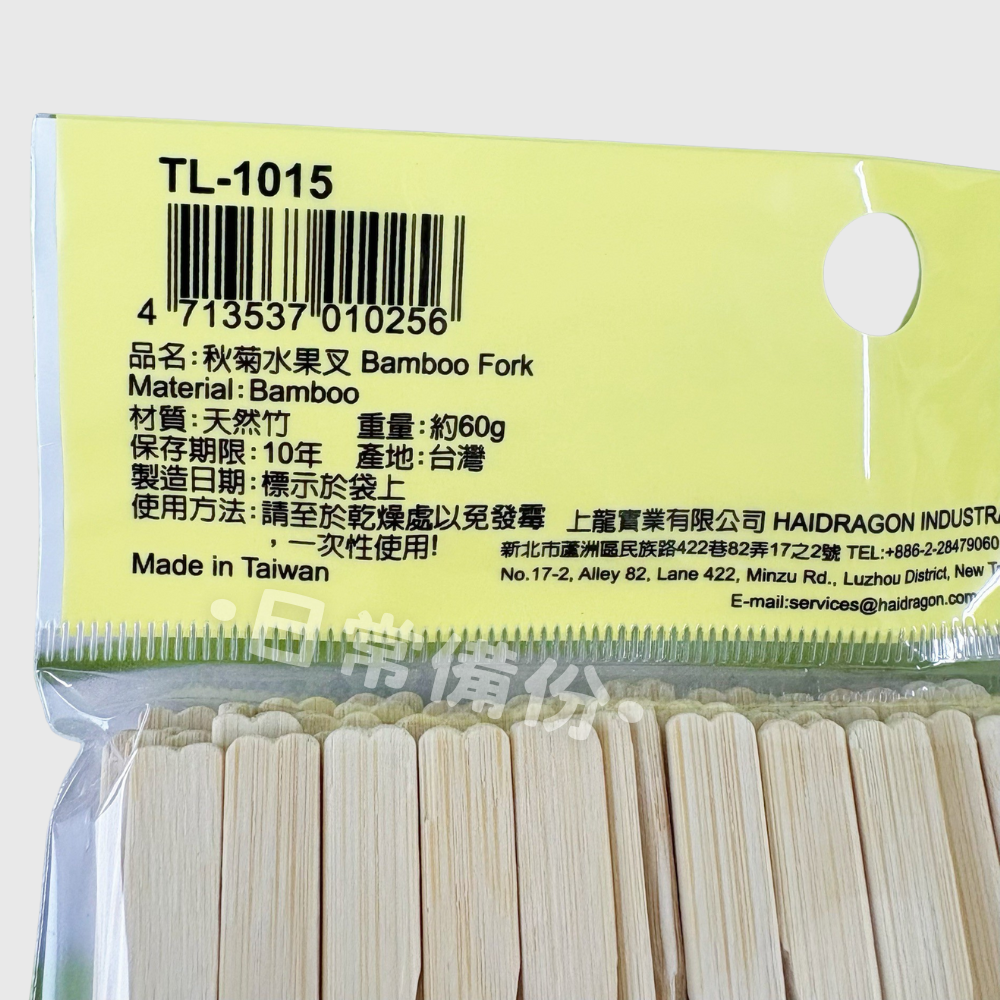 TL-1015
4 713537 010256
品名:秋菊水果叉 Bamboo Fork
Material:Bamboo
材質:天然竹 重量:約60g
保存期限:10年 產地:台灣
製造日期:標示於袋上
使用方法:請至於乾燥處以免發霉
,一次性使用!
Made in Taiwan
上龍實業有限公司 HAIDRAGON
新北市蘆洲區民族路422巷82弄17之2號 TEL:+886-2-28479060
No.17-2, Alley 82, Lane 422, Minzu Rd., Luzhou District, New
E-mail:services@haidragon.com
·日常備份·